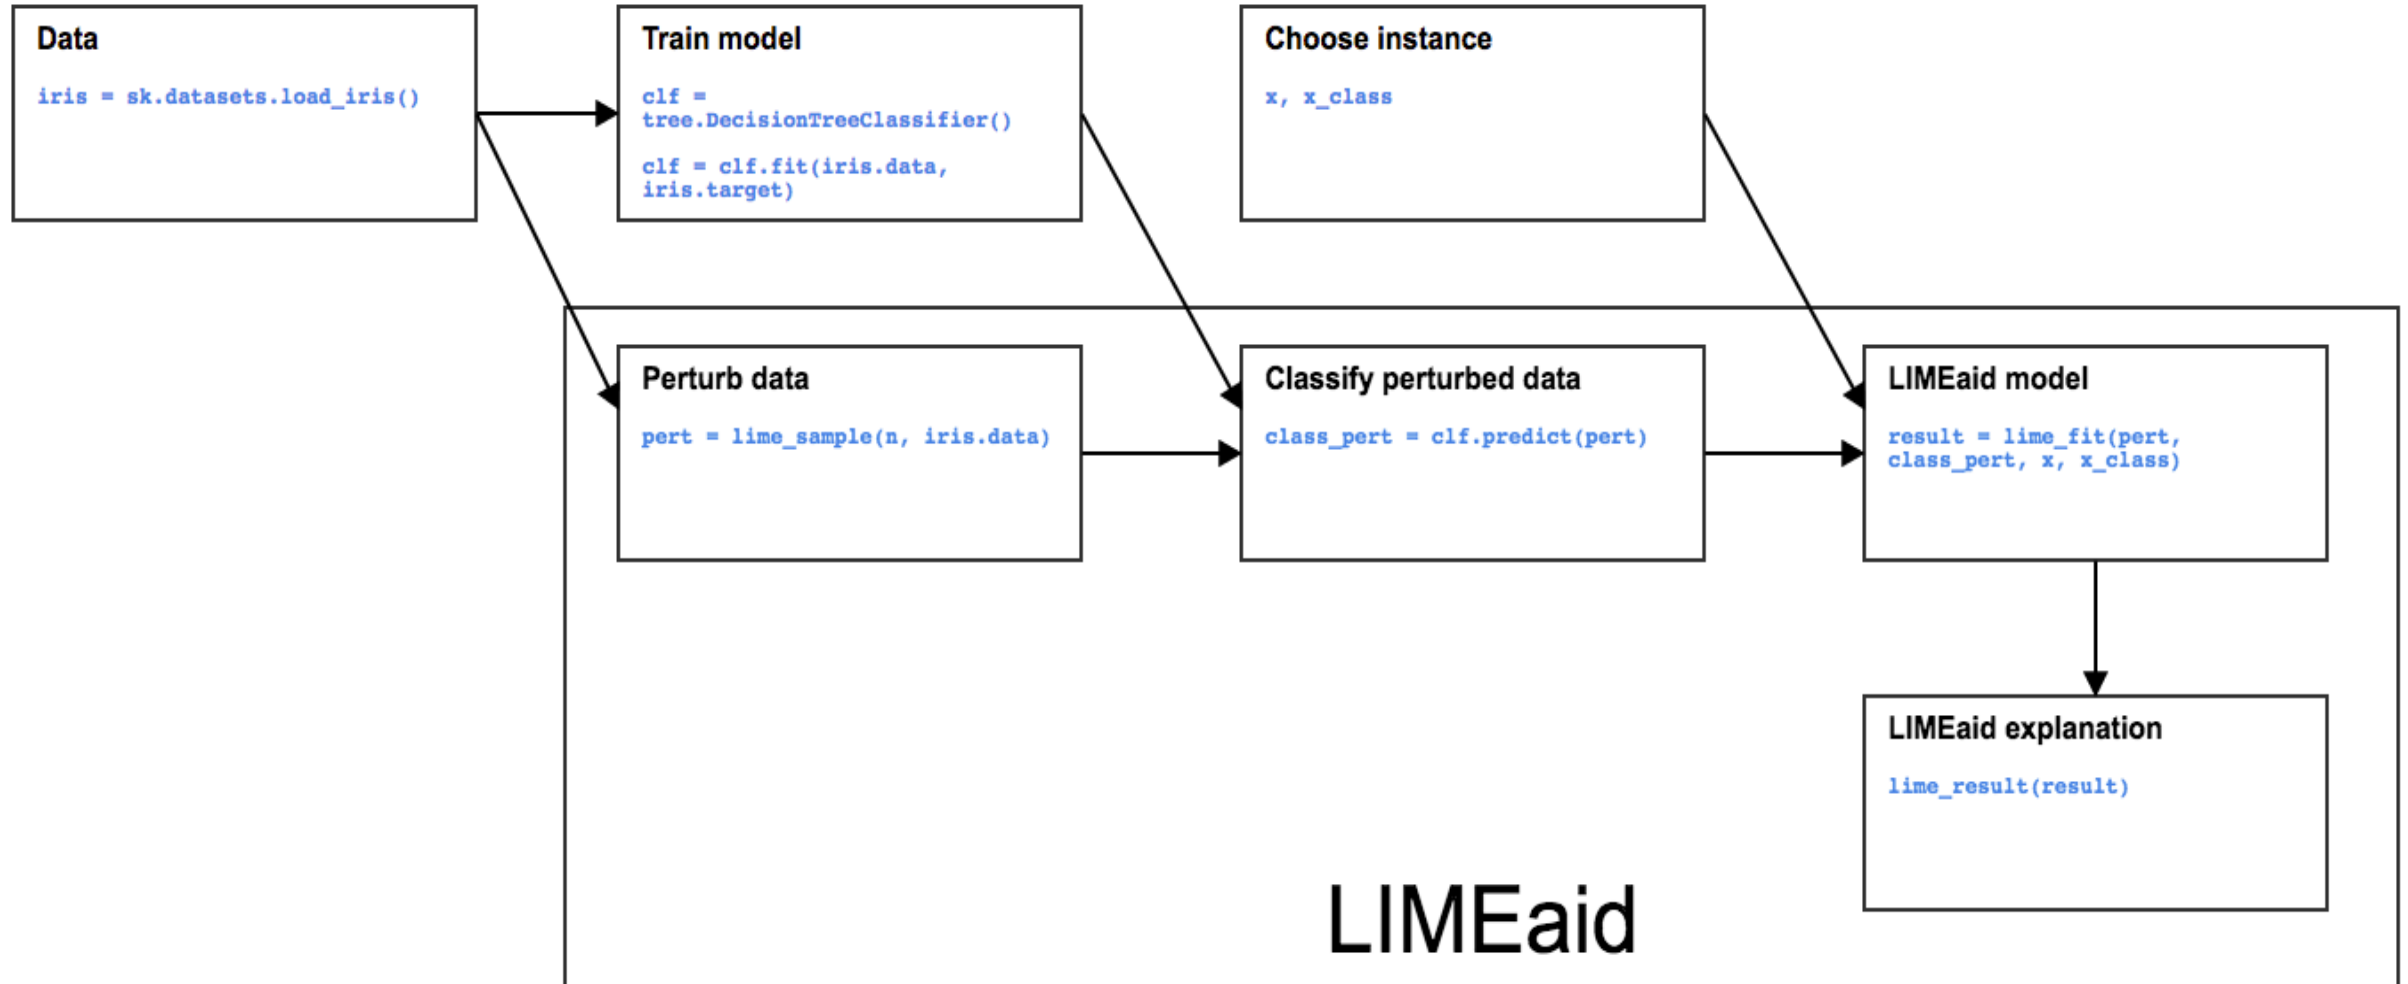 Data
iris = sk.datasets.load_iris()
Train model
clf =
tree.DecisionTreeClassifier()
clf = clf.fit(iris.data,
iris.target)
Choose instance
x, x_class
Perturb data
pert = lime_sample(n, iris.data)
Classify perturbed data
class_pert = clf.predict(pert)
LIMEaid model
result = lime_fit(pert,
class_pert, x, x_class)
LIMEaid explanation
lime_result(result)
LIMEaid